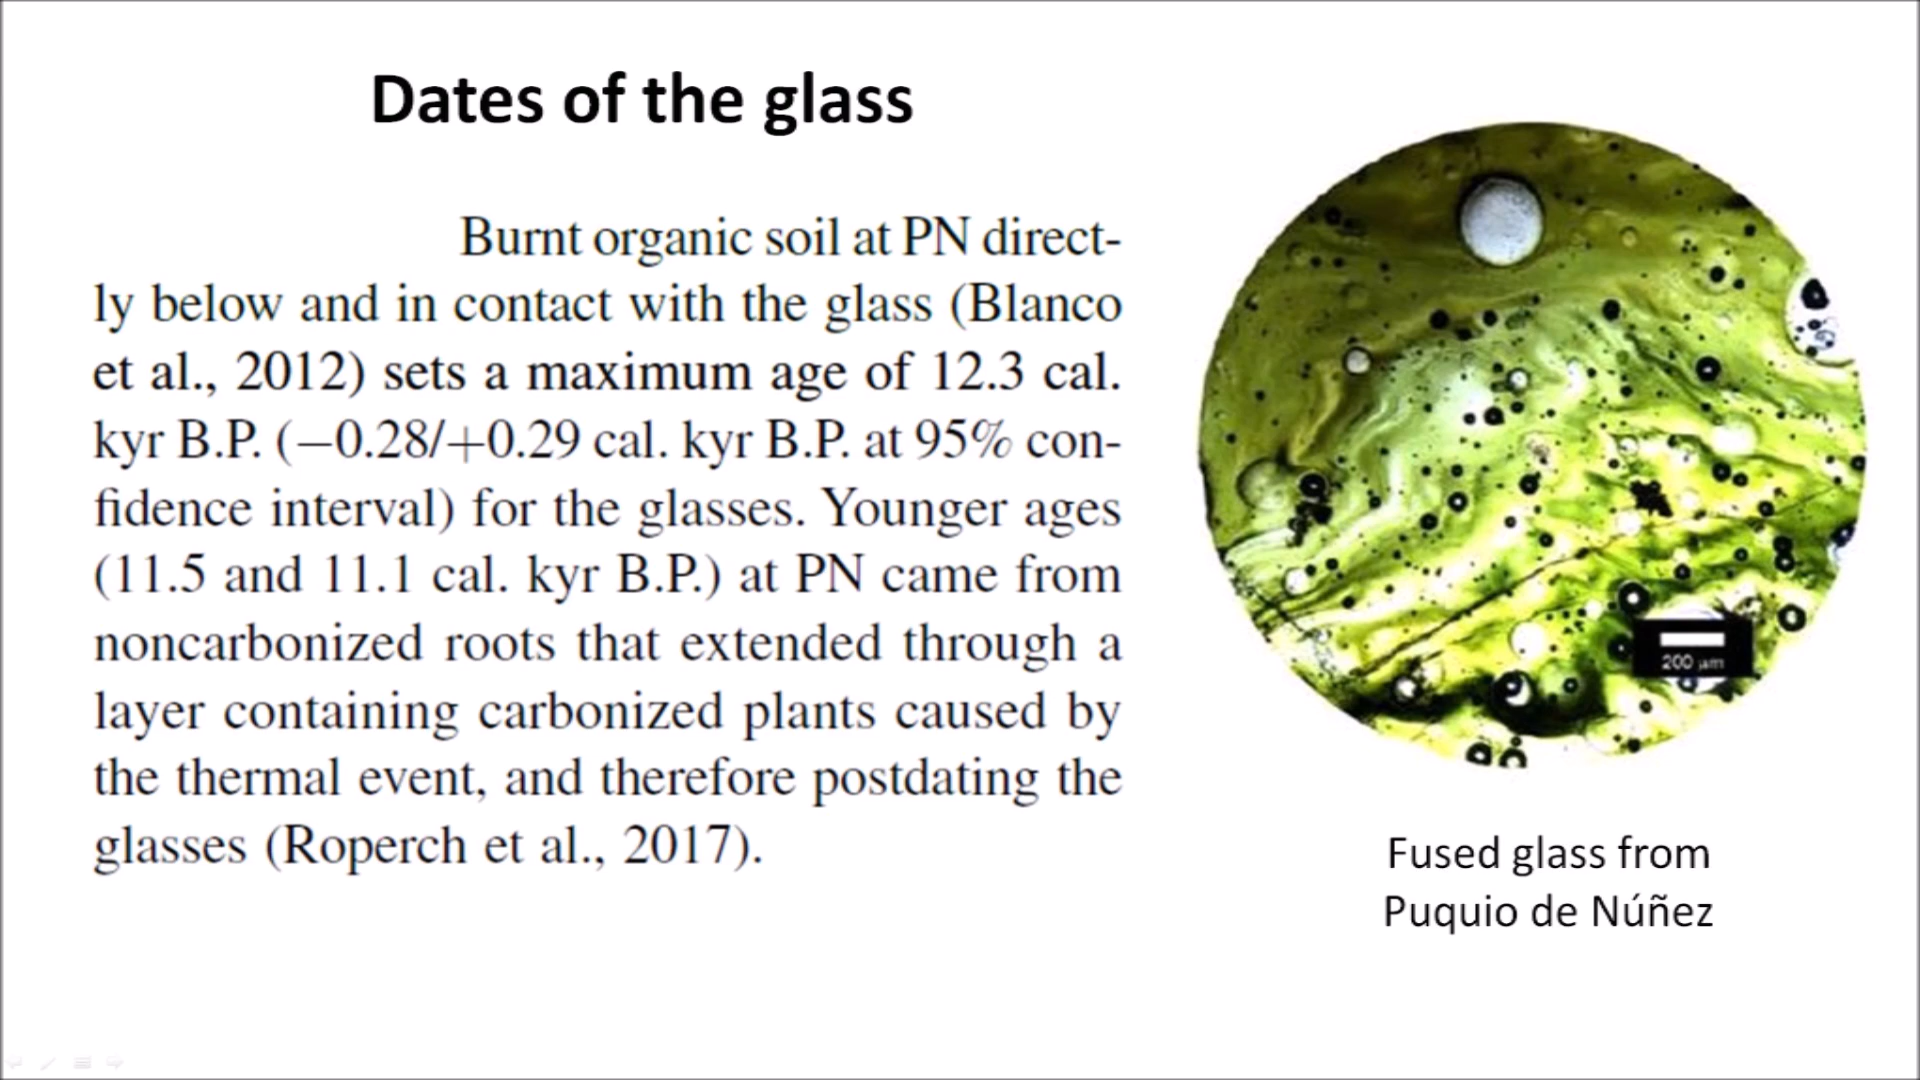 Dates of the glass
Burnt organic soil at PN direct-
ly below and in contact with the glass (Blanco
et al., 2012) sets a maximum age of 12.3 cal.
kyr B.P. (−0.28/+0.29 cal. kyr B.P. at 95% con-
fidence interval) for the glasses. Younger ages
(11.5 and 11.1 cal. kyr B.P.) at PN came from
noncarbonized roots that extended through a
layer containing carbonized plants caused by
the thermal event, and therefore postdating the
glasses (Roperch et al., 2017).
200 µm
Fused glass from
Puquio de Núñez